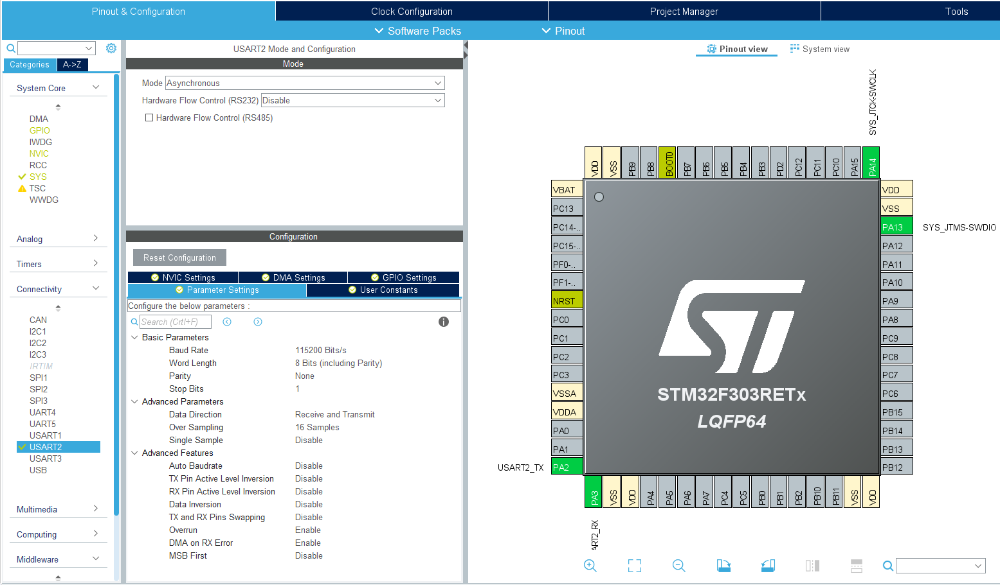 Pinout & Configuration
Clock Configuration
Project Manager
Tools
Software Packs
Pinout
Categories
A->Z
System Core
DMA
GPIO
IWDG
NVIC
RCC
SYS
TSC
WWDG
Analog
Timers
Connectivity
CAN
I2C1
I2C2
I2C3
IRTIM
SPI1
SPI2
SPI3
UART4
UART5
USART1
USART2
USART3
USB
Multimedia
Computing
Middleware
USART2 Mode and Configuration
Mode
Mode Asynchronous
Hardware Flow Control (RS232) Disable
Hardware Flow Control (RS485)
Configuration
Reset Configuration
NVIC Settings
DMA Settings
GPIO Settings
Parameter Settings
User Constants
Configure the below parameters :
Search (CrtI+F)
Basic Parameters
Baud Rate 115200 Bits/s
Word Length 8 Bits (including Parity)
Parity None
Stop Bits 1
Advanced Parameters
Data Direction Receive and Transmit
Over Sampling 16 Samples
Single Sample Disable
Advanced Features
Auto Baudrate Disable
TX Pin Active Level Inversion Disable
RX Pin Active Level Inversion Disable
Data Inversion Disable
TX and RX Pins Swapping Disable
Overrun Enable
DMA on RX Error Enable
MSB First Disable
Pinout view
System view
SYS_JTCK-SWCLK
VDD
VSS
PB9
PB8
BOOT0
PB7
PB6
PB5
PB4
PB3
PD2
PC12
PC11
PC10
PA15
PA14
VBAT
PC13
PC14-..
PC15-..
PF0-..
PF1-..
NRST
PC0
PC1
PC2
PC3
VSSA
VDDA
PA0
PA1
USART2_TX
PA2
STM32F303RETx
LQFP64
VDD
VSS
PA13
SYS_JTMS-SWDIO
PA12
PA11
PA10
PA9
PA8
PC9
PC8
PC7
PC6
PB15
PB14
PB13
PB12
PA3
VSS
VDD
PA4
PA5
PA6
PA7
PC4
PC5
PB0
PB1
PB2
PB10
PB11
VSS
VDD
ART2_RX